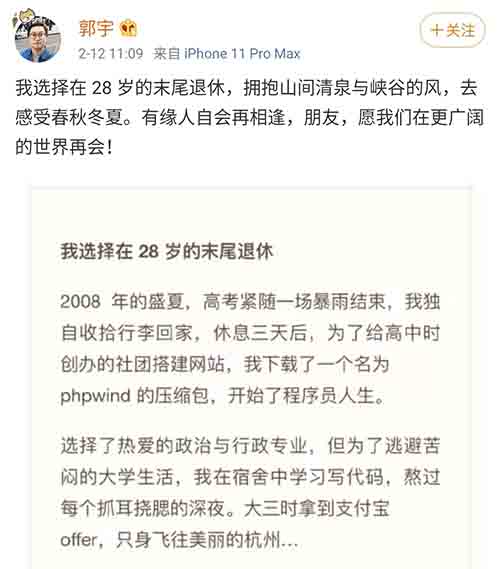 郭宇
+关注
2-12 11:09 来自 iPhone 11 Pro Max
我选择在 28 岁的末尾退休，拥抱山间清泉与峡谷的风，去
感受春秋冬夏。有缘人自会再相逢，朋友，愿我们在更广阔
的世界再会！
我选择在 28 岁的末尾退休
2008 年的盛夏，高考紧随一场暴雨结束，我独
自收拾行李回家，休息三天后，为了给高中时
创办的社团搭建网站，我下载了一个名为
phpwind 的压缩包，开始了程序员人生。
选择了热爱的政治与行政专业，但为了逃避苦
闷的大学生活，我在宿舍中学习写代码，熬过
每个抓耳挠腮的深夜。大三时拿到支付宝
offer，只身飞往美丽的杭州...